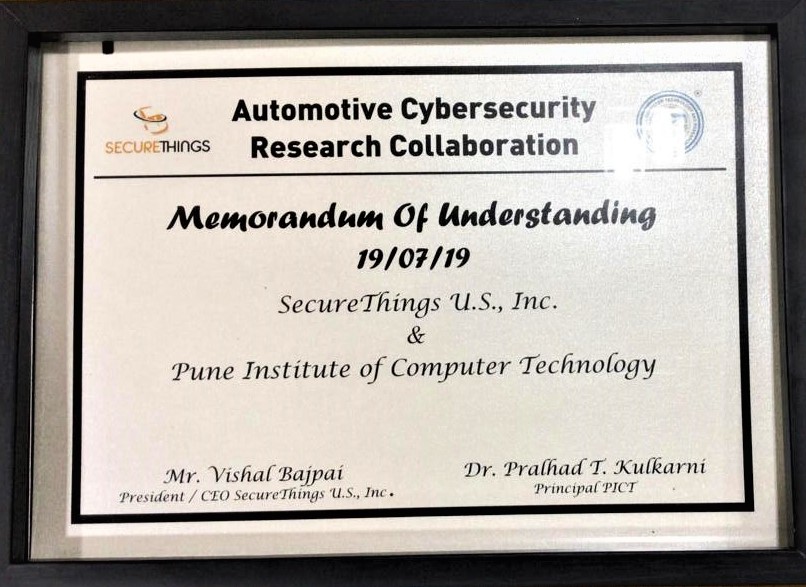 Automotive Cybersecurity
Research Collaboration
SECURETHINGS
Memorandum Of Understanding
19/07/19
SecureThings U.S., Inc.
&
Pune Institute of Computer Technology
Mr. Vishal Bajpai
President / CEO SecureThings U.S., Inc.
Dr. Pralhad T. Kulkarni
Principal PICT